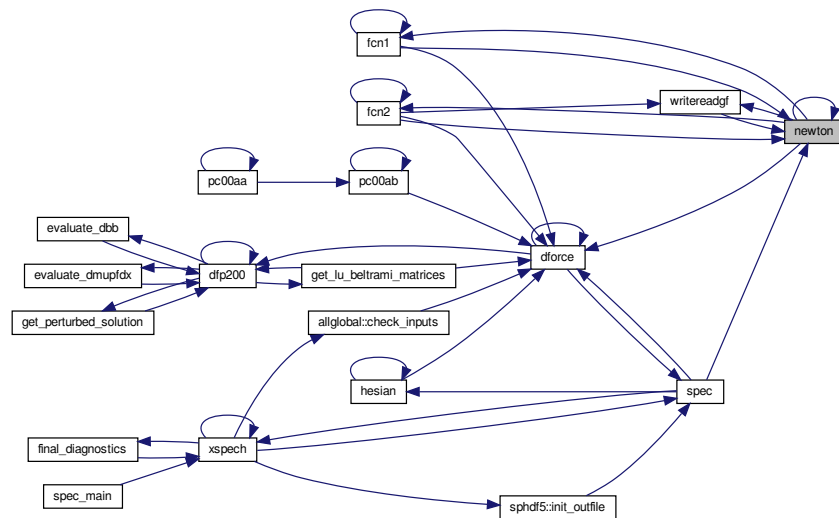 fcn1
writereadgf
fcn2
newton
pc00aa
pc00ab
evaluate_dbb
dforce
evaluate_dmupfdx
dfp200
get_lu_beltrami_matrices
get_perturbed_solution
allglobal::check_inputs
hesian
spec
final_diagnostics
xspech
spec_main
sphdf5::init_outfile